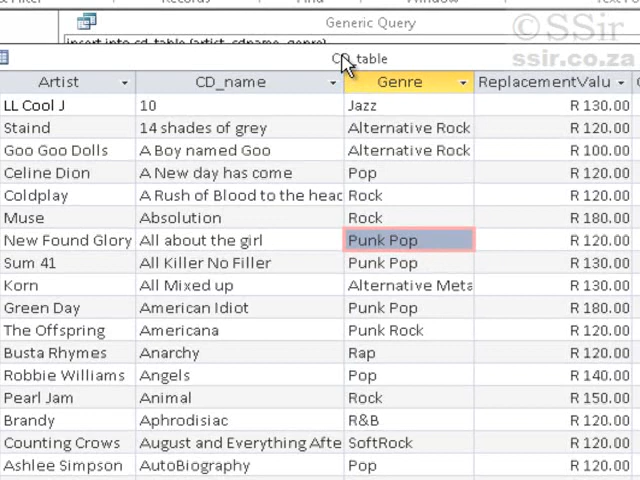 Generic Query
© SSir
insert into cd_table (artist, cdname, genre)
ssir.co.za
Artist CD_name Genre ReplacementValu
LL Cool J 10 Jazz R 130.00
Staind 14 shades of grey Alternative Rock R 120.00
Goo Goo Dolls A Boy named Goo Alternative Rock R 100.00
Celine Dion A New day has come Pop R 120.00
Coldplay A Rush of Blood to the head Rock R 120.00
Muse Absolution Rock R 180.00
New Found Glory All about the girl Punk Pop R 120.00
Sum 41 All Killer No Filler Punk Pop R 130.00
Korn All Mixed up Alternative Meta R 130.00
Green Day American Idiot Punk Pop R 180.00
The Offspring Americana Punk Rock R 120.00
Busta Rhymes Anarchy Rap R 120.00
Robbie Williams Angels Pop R 140.00
Pearl Jam Animal Rock R 150.00
Brandy Aphrodisiac R&B R 120.00
Counting Crows August and Everything Afte SoftRock R 120.00
Ashlee Simpson AutoBiography Pop R 120.00